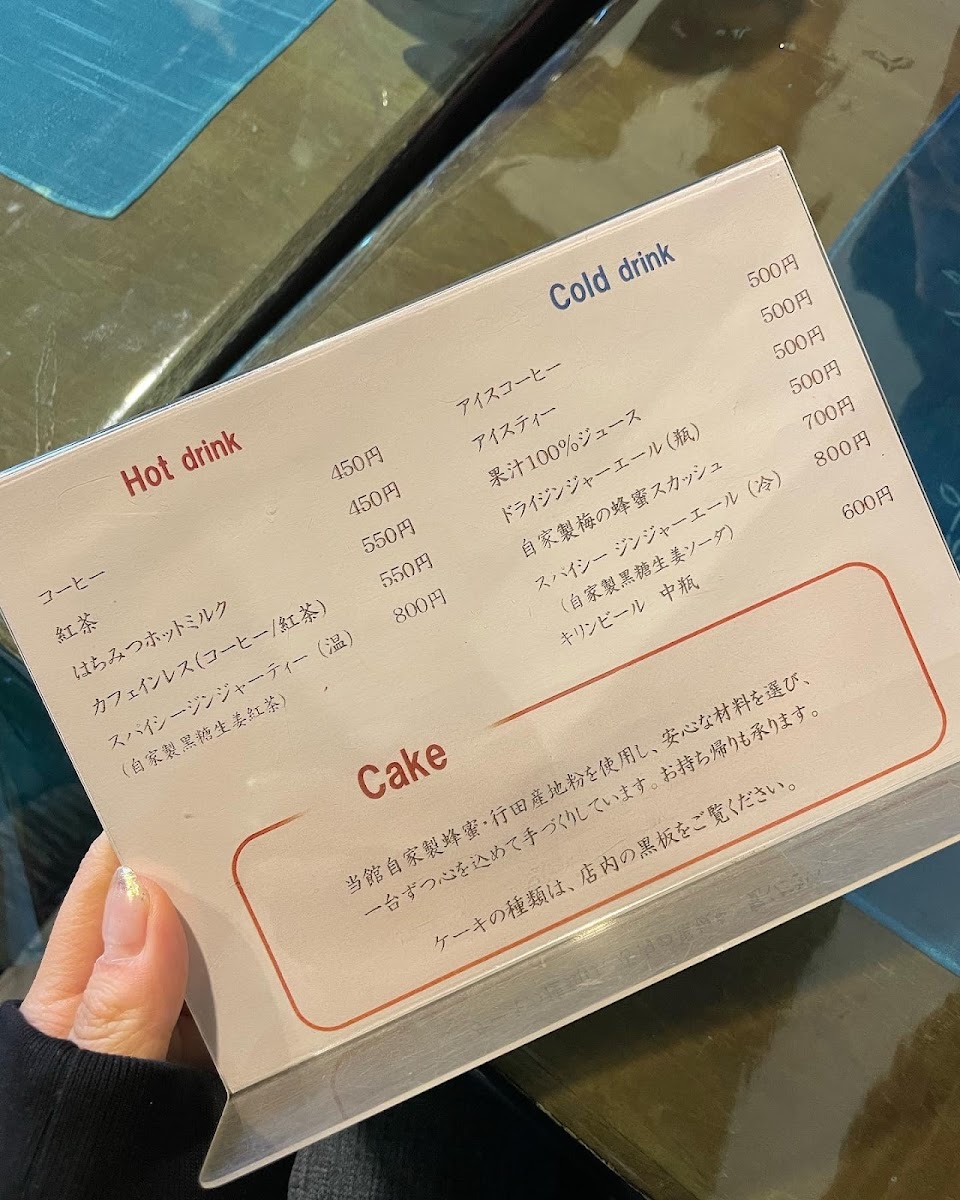 Hot drink
コーヒー 450円
紅茶 450円
はちみつホットミルク 550円
カフェインレス(コーヒー/紅茶) 550円
スパイシージンジャーティー (温) 800円
(自家製黒糖生姜紅茶)
Cold drink
アイスコーヒー 500円
アイスティー 500円
果汁100%ジュース 500円
ドライジンジャーエール(瓶) 500円
自家製梅の蜂蜜スカッシュ 700円
スパイシー ジンジャーエール (冷) 800円
(自家製黒糖生姜ソーダ)
キリンビール 中瓶 600円
Cake
当館自家製蜂蜜・行田産地粉を使用し、安心な材料を選び、
一台ずつ心を込めて手づくりしています。お持ち帰りも承ります。
ケーキの種類は、店内の黒板をご覧ください。